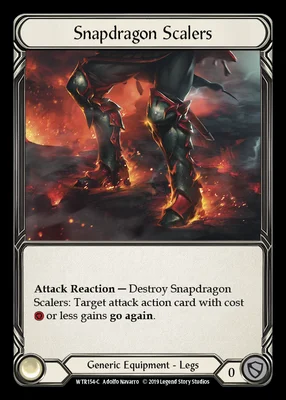 Snapdragon Scalers
Attack Reaction — Destroy Snapdragon
Scalers: Target attack action card with cost
or less gains go again.
Generic Equipment - Legs
0
WTR154-C Adolfo Navarro © 2019 Legend Story Studios